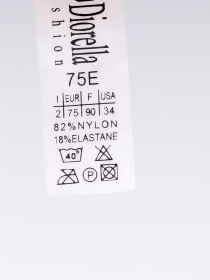 Diorella
shion
75E
I EUR F USA
2 75 90 34
82%NYLON
18%ELASTANE
40°
P